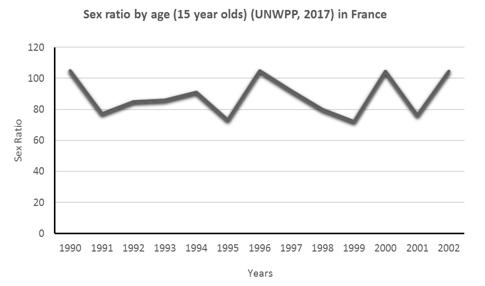 Sex ratio by age (15 year olds) (UNWPP, 2017) in France
120
100
80
60
40
20
0
Sex Ratio
1990 1991 1992 1993 1994 1995 1996 1997 1998 1999 2000 2001 2002
Years